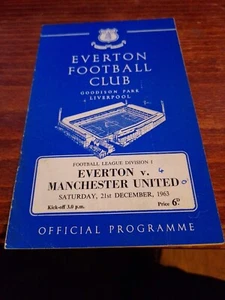 EVERTON
FOOTBALL
CLUB
GOODISON PARK
LIVERPOOL
FOOTBALL LEAGUE DIVISION 1
EVERTON v. 4
MANCHESTER UNITED 0
SATURDAY, 21st DECEMBER, 1963
Kick-off 3.0 p.m. Price 6D
OFFICIAL PROGRAMME